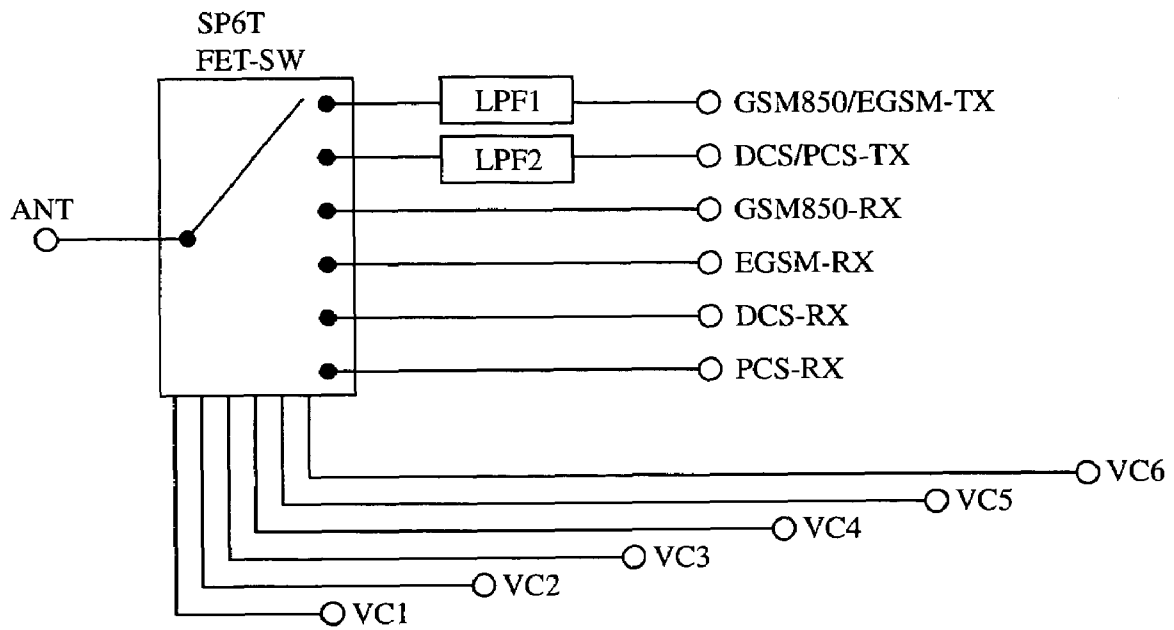 SP6T
FET-SW
LPF1
GSM850/EGSM-TX
LPF2
DCS/PCS-TX
ANT
GSM850-RX
EGSM-RX
DCS-RX
PCS-RX
VC6
VC5
VC4
VC3
VC2
VC1